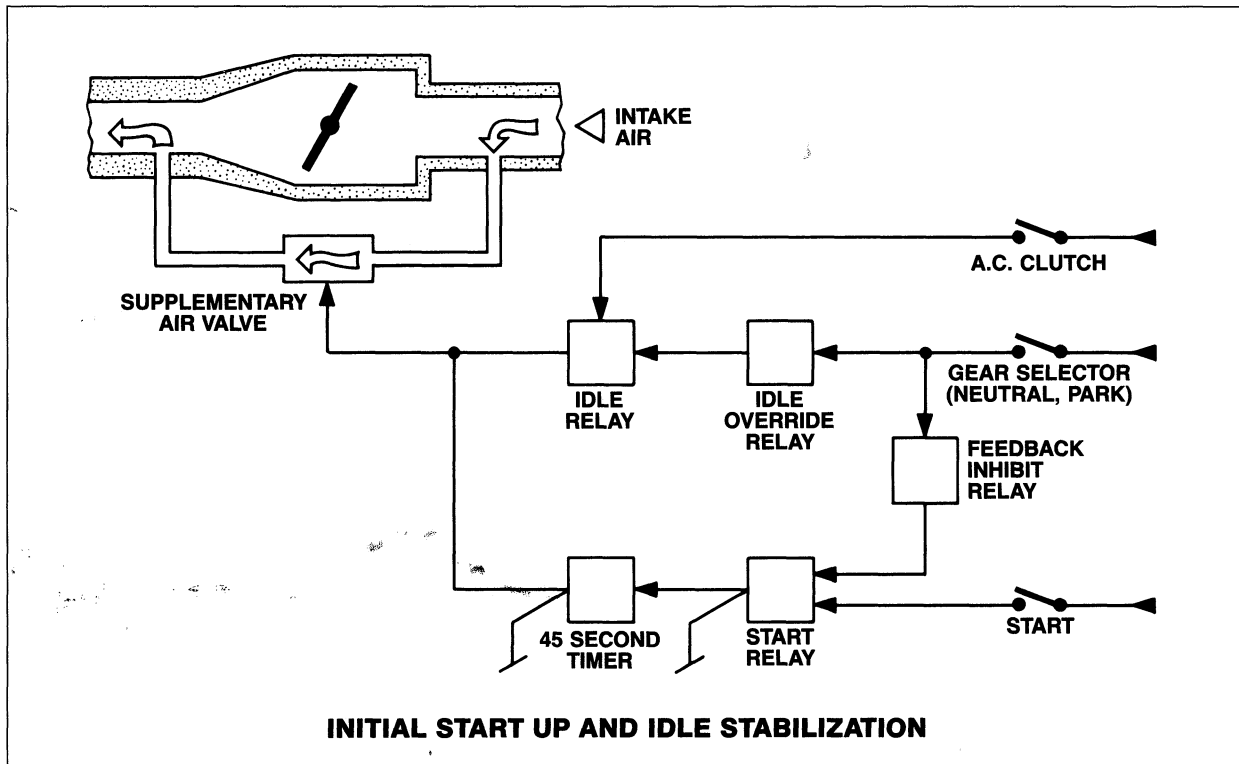 INTAKE
AIR
A.C. CLUTCH
SUPPLEMENTARY
AIR VALVE
IDLE
RELAY
IDLE
OVERRIDE
RELAY
GEAR SELECTOR
(NEUTRAL, PARK)
FEEDBACK
INHIBIT
RELAY
45 SECOND
TIMER
START
RELAY
START
INITIAL START UP AND IDLE STABILIZATION